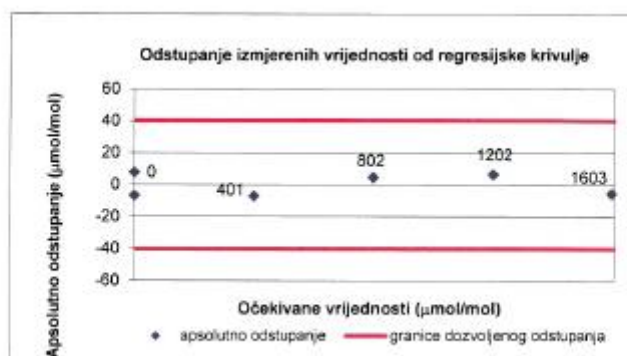 Odstupanje izmjerenih vrijednosti od regresijske krivulje
Apsolutno odstupanje (µmol/mol)
60
40
20
0
-20
-40
-60
0
401
802
1202
1603
Očekivane vrijednosti (µmol/mol)
apsolutno odstupanje
granice dozvoljenog odstupanja